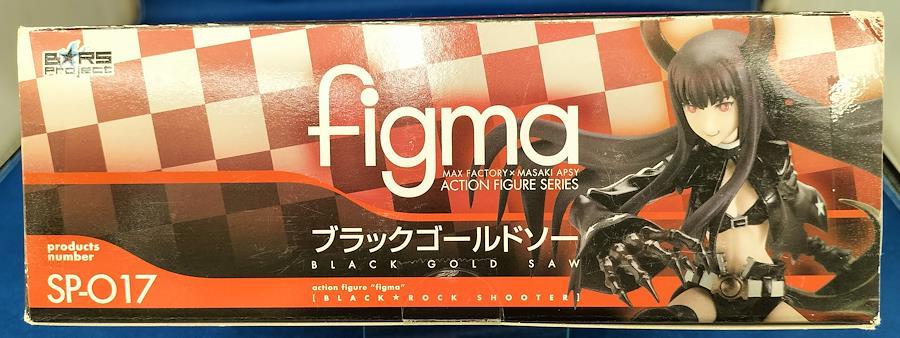 B★RS
Project
figma
MAX FACTORY×MASAKI APSY
ACTION FIGURE SERIES
products
number
SP-017
ブラックゴールドソー
BLACK GOLD SAW
action figure "figma"
[BLACK★ROCK SHOOTER]